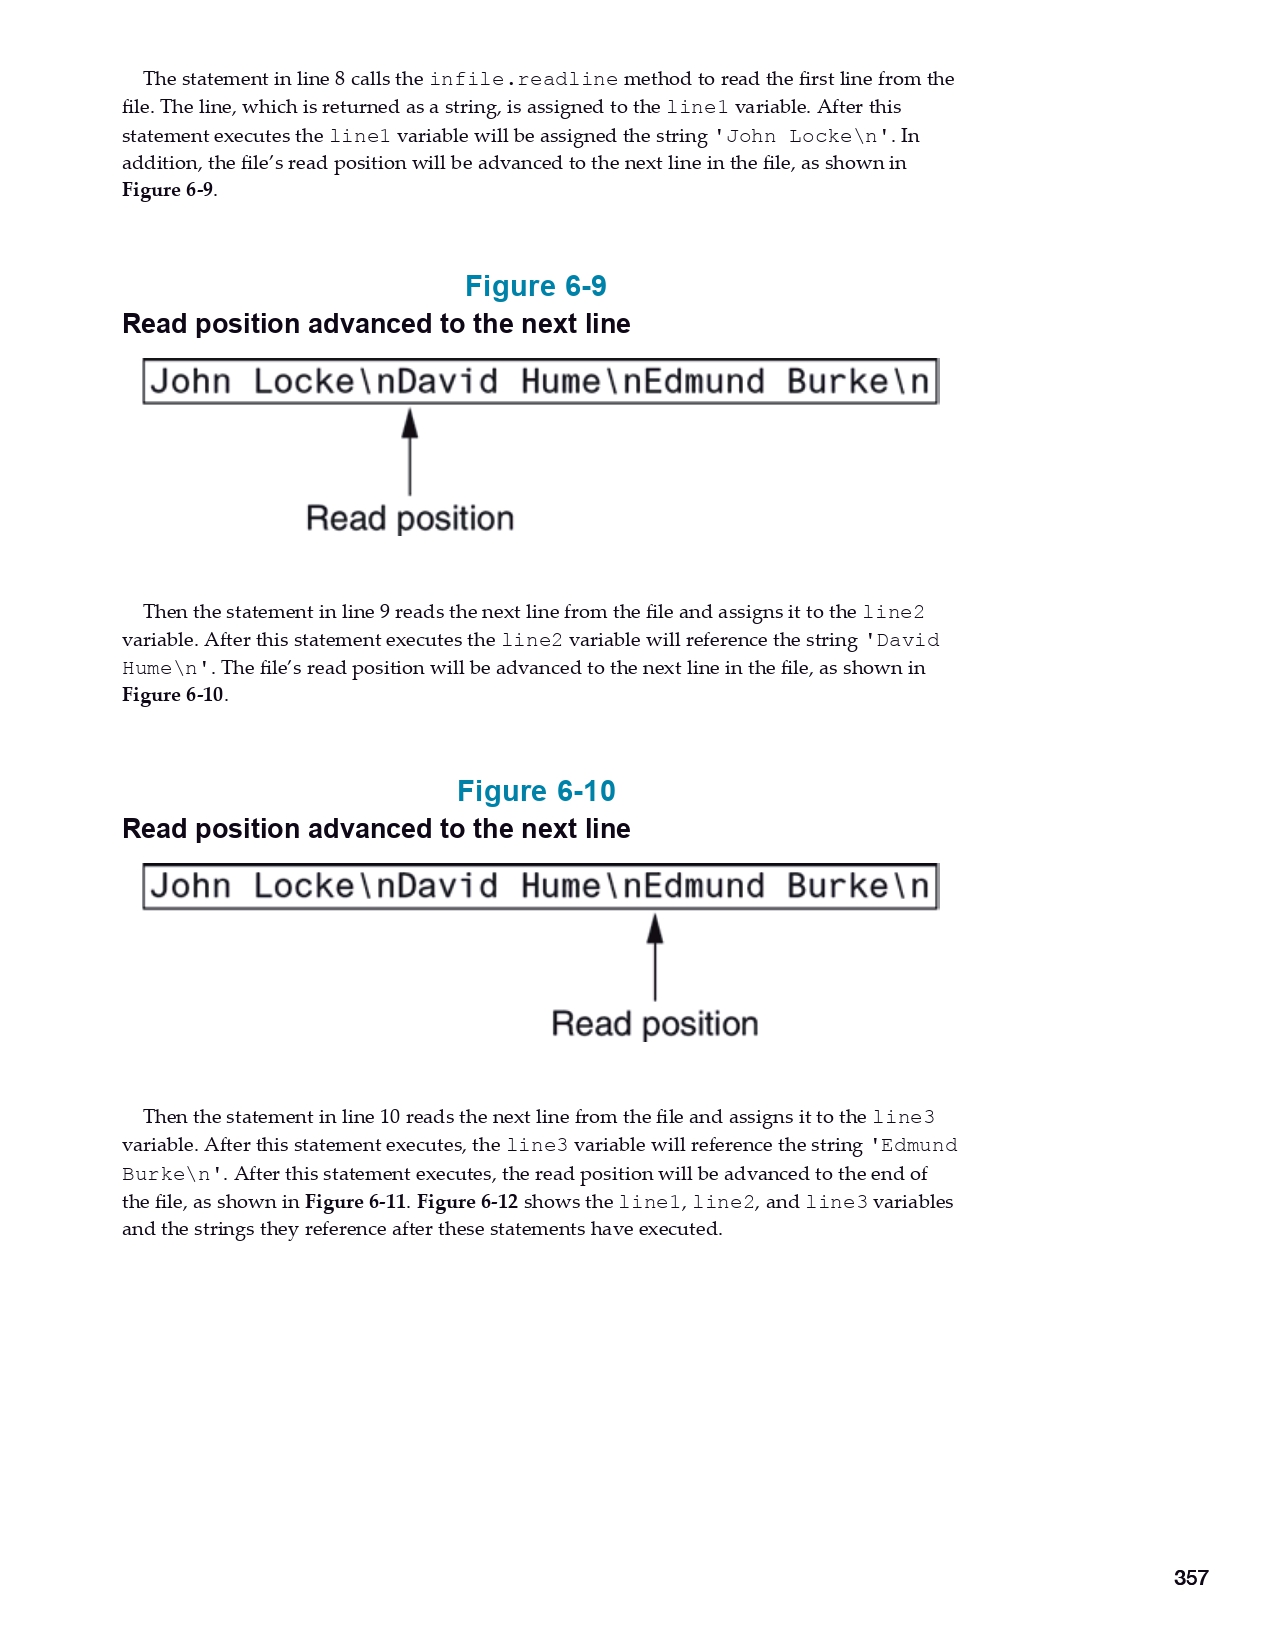 The statement in line 8 calls the infile.readline method to read the first line from the
file. The line, which is returned as a string, is assigned to the line1 variable. After this
statement executes the line1 variable will be assigned the string 'John Locke\n'. In
addition, the file’s read position will be advanced to the next line in the file, as shown in
Figure 6-9.
Figure 6-9
Read position advanced to the next line
John Locke\nDavid Hume\nEdmund Burke\n
Read position
Then the statement in line 9 reads the next line from the file and assigns it to the line2
variable. After this statement executes the line2 variable will reference the string 'David
Hume\n'. The file’s read position will be advanced to the next line in the file, as shown in
Figure 6-10.
Figure 6-10
Read position advanced to the next line
John Locke\nDavid Hume\nEdmund Burke\n
Read position
Then the statement in line 10 reads the next line from the file and assigns it to the line3
variable. After this statement executes, the line3 variable will reference the string 'Edmund
Burke\n'. After this statement executes, the read position will be advanced to the end of
the file, as shown in Figure 6-11. Figure 6-12 shows the line1, line2, and line3 variables
and the strings they reference after these statements have executed.
357